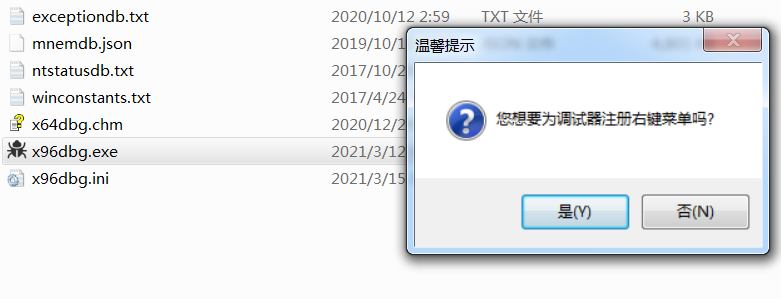 exceptiondb.txt 2020/10/12 2:59 TXT 文件 3 KB
mnemdb.json 2019/10/1
温馨提示
ntstatusdb.txt 2017/10/2
winconstants.txt 2017/4/24
您想要为调试器注册右键菜单吗?
x64dbg.chm 2020/12/2
x96dbg.exe 2021/3/12
x96dbg.ini 2021/3/15
是(Y) 否(N)